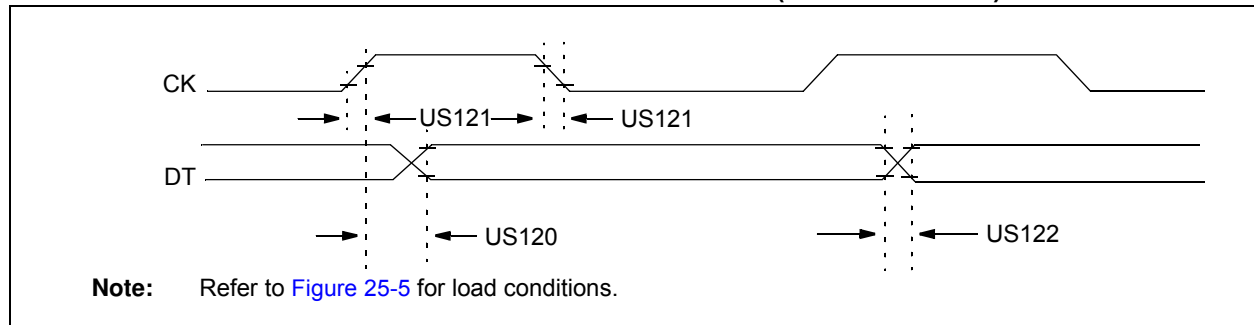 CK
US121
US121
DT
US120
US122
Note: Refer to Figure 25-5 for load conditions.